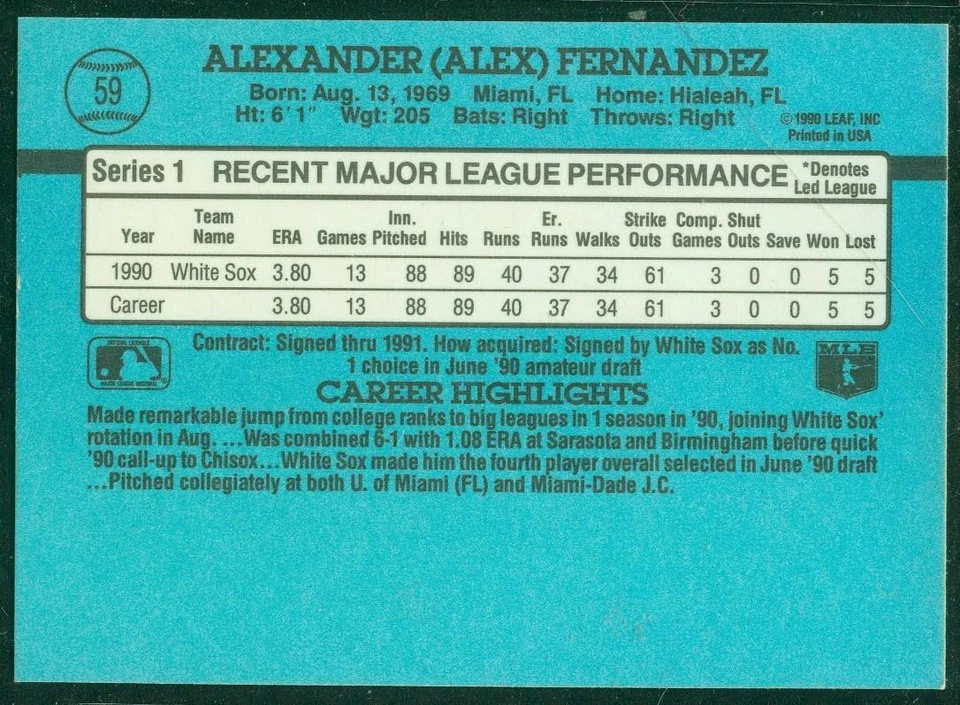 59
ALEXANDER (ALEX) FERNANDEZ
Born: Aug. 13, 1969 Miami, FL Home: Hialeah, FL
Ht: 6'1" Wgt: 205 Bats: Right Throws: Right
©1990 LEAF, INC
Printed in USA
Series 1 RECENT MAJOR LEAGUE PERFORMANCE
*Denotes
Led League
Team Inn. Er. Strike Comp. Shut
Year Name ERA Games Pitched Hits Runs Runs Walks Outs Games Outs Save Won Lost
1990 White Sox 3.80 13 88 89 40 37 34 61 3 0 0 5 5
Career 3.80 13 88 89 40 37 34 61 3 0 0 5 5
OFFICIAL LICENSEE
MAJOR LEAGUE BASEBALL
Contract: Signed thru 1991. How acquired: Signed by White Sox as No.
1 choice in June '90 amateur draft
MLB
CAREER HIGHLIGHTS
Made remarkable jump from college ranks to big leagues in 1 season in '90, joining White Sox'
rotation in Aug. ...Was combined 6-1 with 1.08 ERA at Sarasota and Birmingham before quick
'90 call-up to Chisox...White Sox made him the fourth player overall selected in June '90 draft
...Pitched collegiately at both U. of Miami (FL) and Miami-Dade J.C.